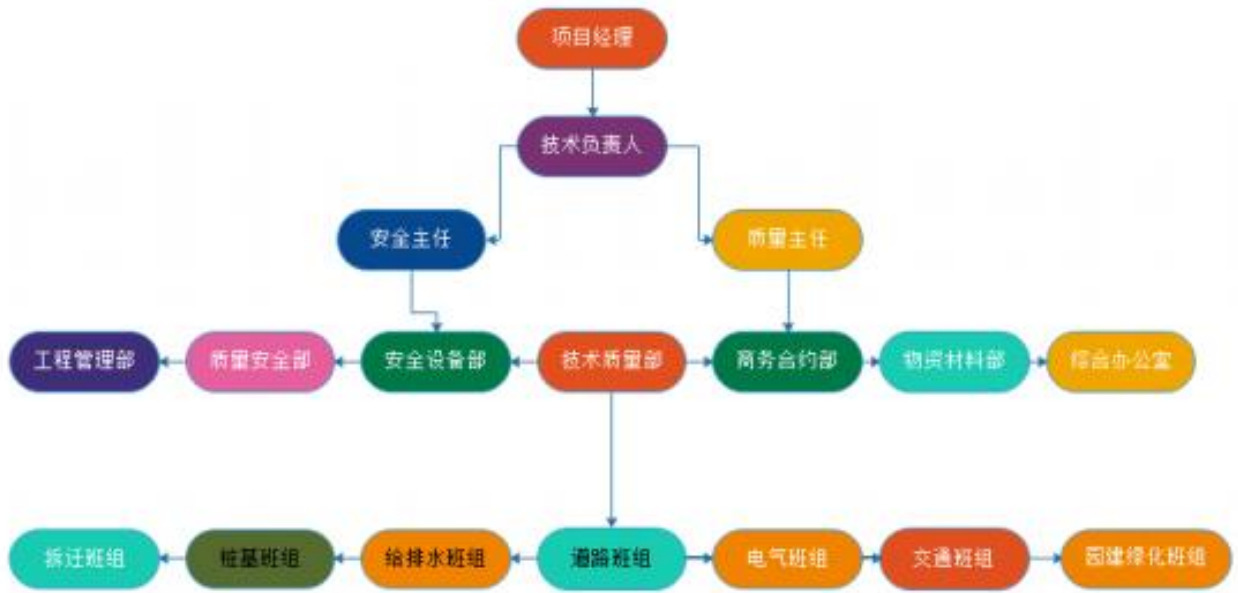 项目经理
技术负责人
安全主任
质量主任
工程管理部
质量安全部
安全设备部
技术质量部
商务合约部
物资材料部
综合办公室
拆迁班组
桩基班组
给排水班组
道路班组
电气班组
交通班组
园建绿化班组